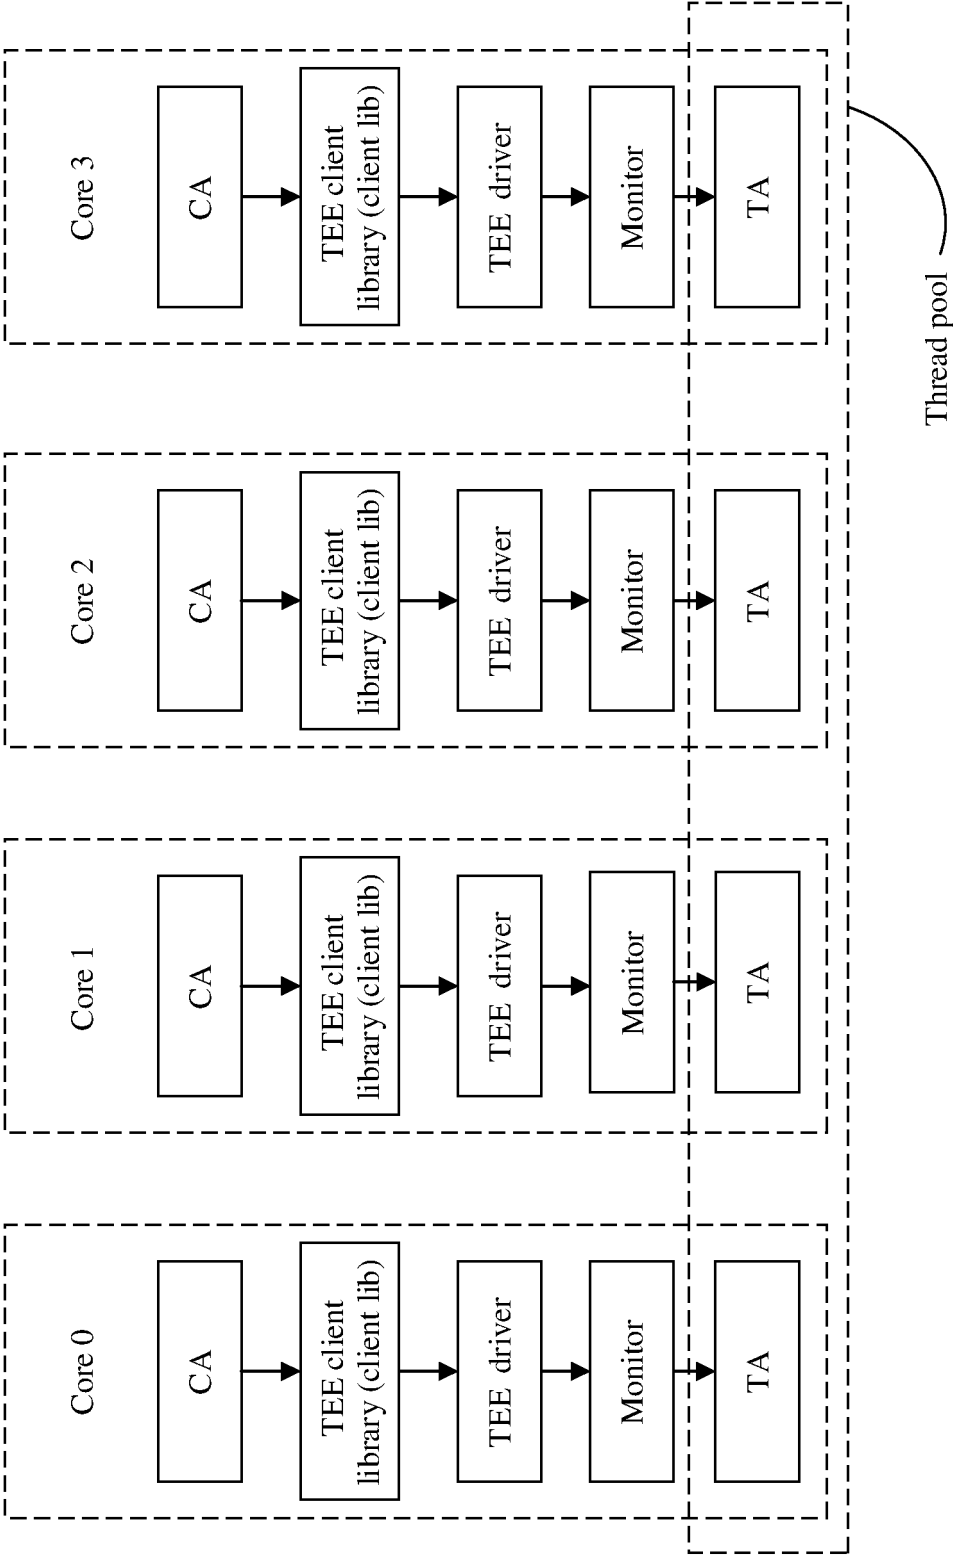 Core 0
CA
TEE client
library (client lib)
TEE driver
Monitor
TA
Core 1
CA
TEE client
library (client lib)
TEE driver
Monitor
TA
Core 2
CA
TEE client
library (client lib)
TEE driver
Monitor
TA
Core 3
CA
TEE client
library (client lib)
TEE driver
Monitor
TA
Thread pool